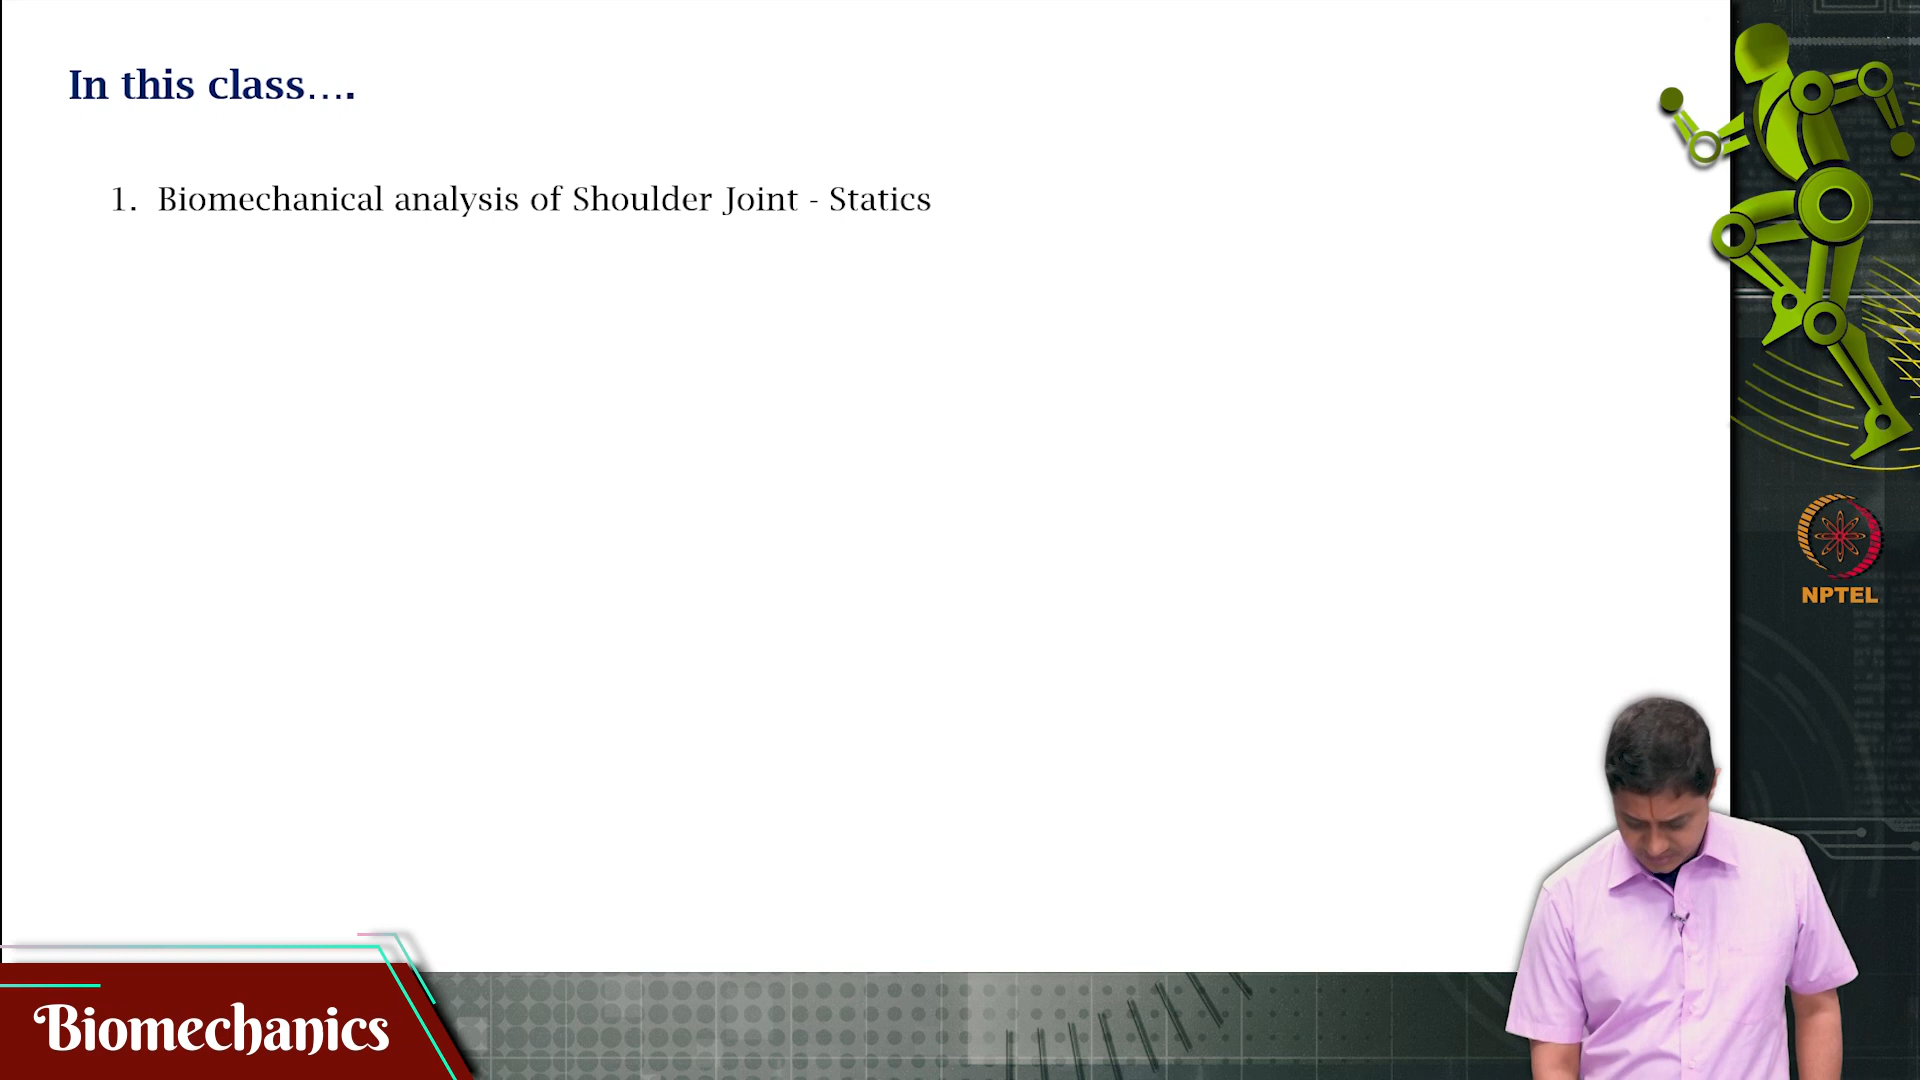 In this class....
1. Biomechanical analysis of Shoulder Joint - Statics
NPTEL
Biomechanics